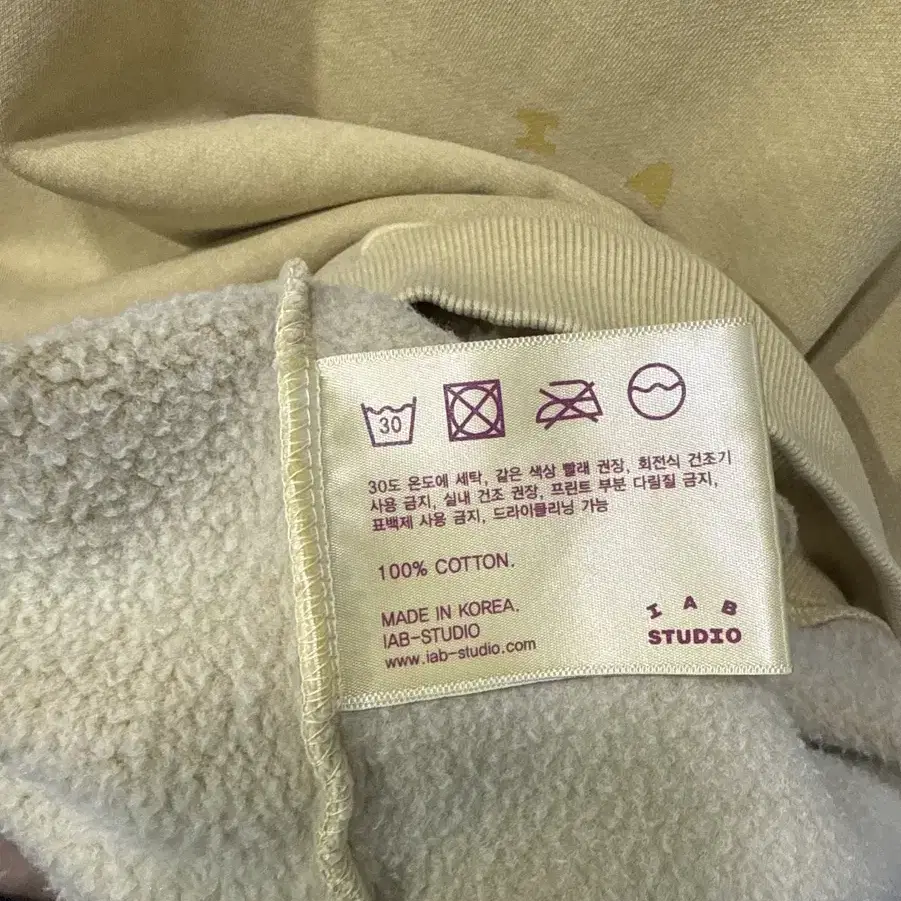 30
30도 온도에 세탁, 같은 색상 빨래 권장, 회전식 건조기
사용 금지, 실내 건조 권장, 프린트 부분 다림질 금지,
표백제 사용 금지, 드라이클리닝 가능
100% COTTON.
MADE IN KOREA.
IAB-STUDIO
www.iab-studio.com
I A B
STUDIO